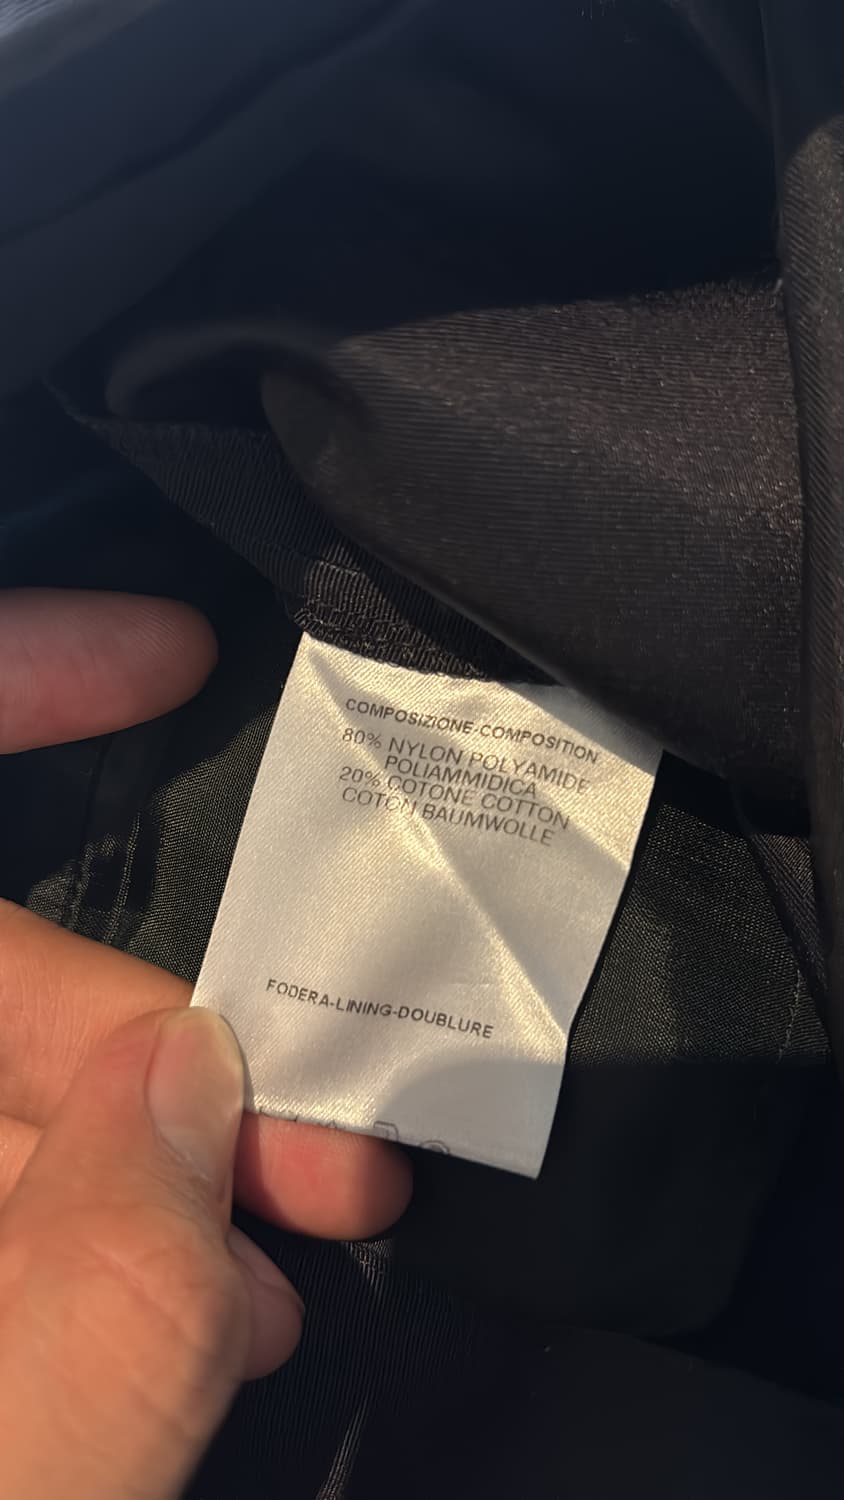 COMPOSIZIONE-COMPOSITION
80% NYLON POLYAMIDE
POLIAMMIDICA
20% COTONE COTTON
COTON BAUMWOLLE
FODERA-LINING-DOUBLURE